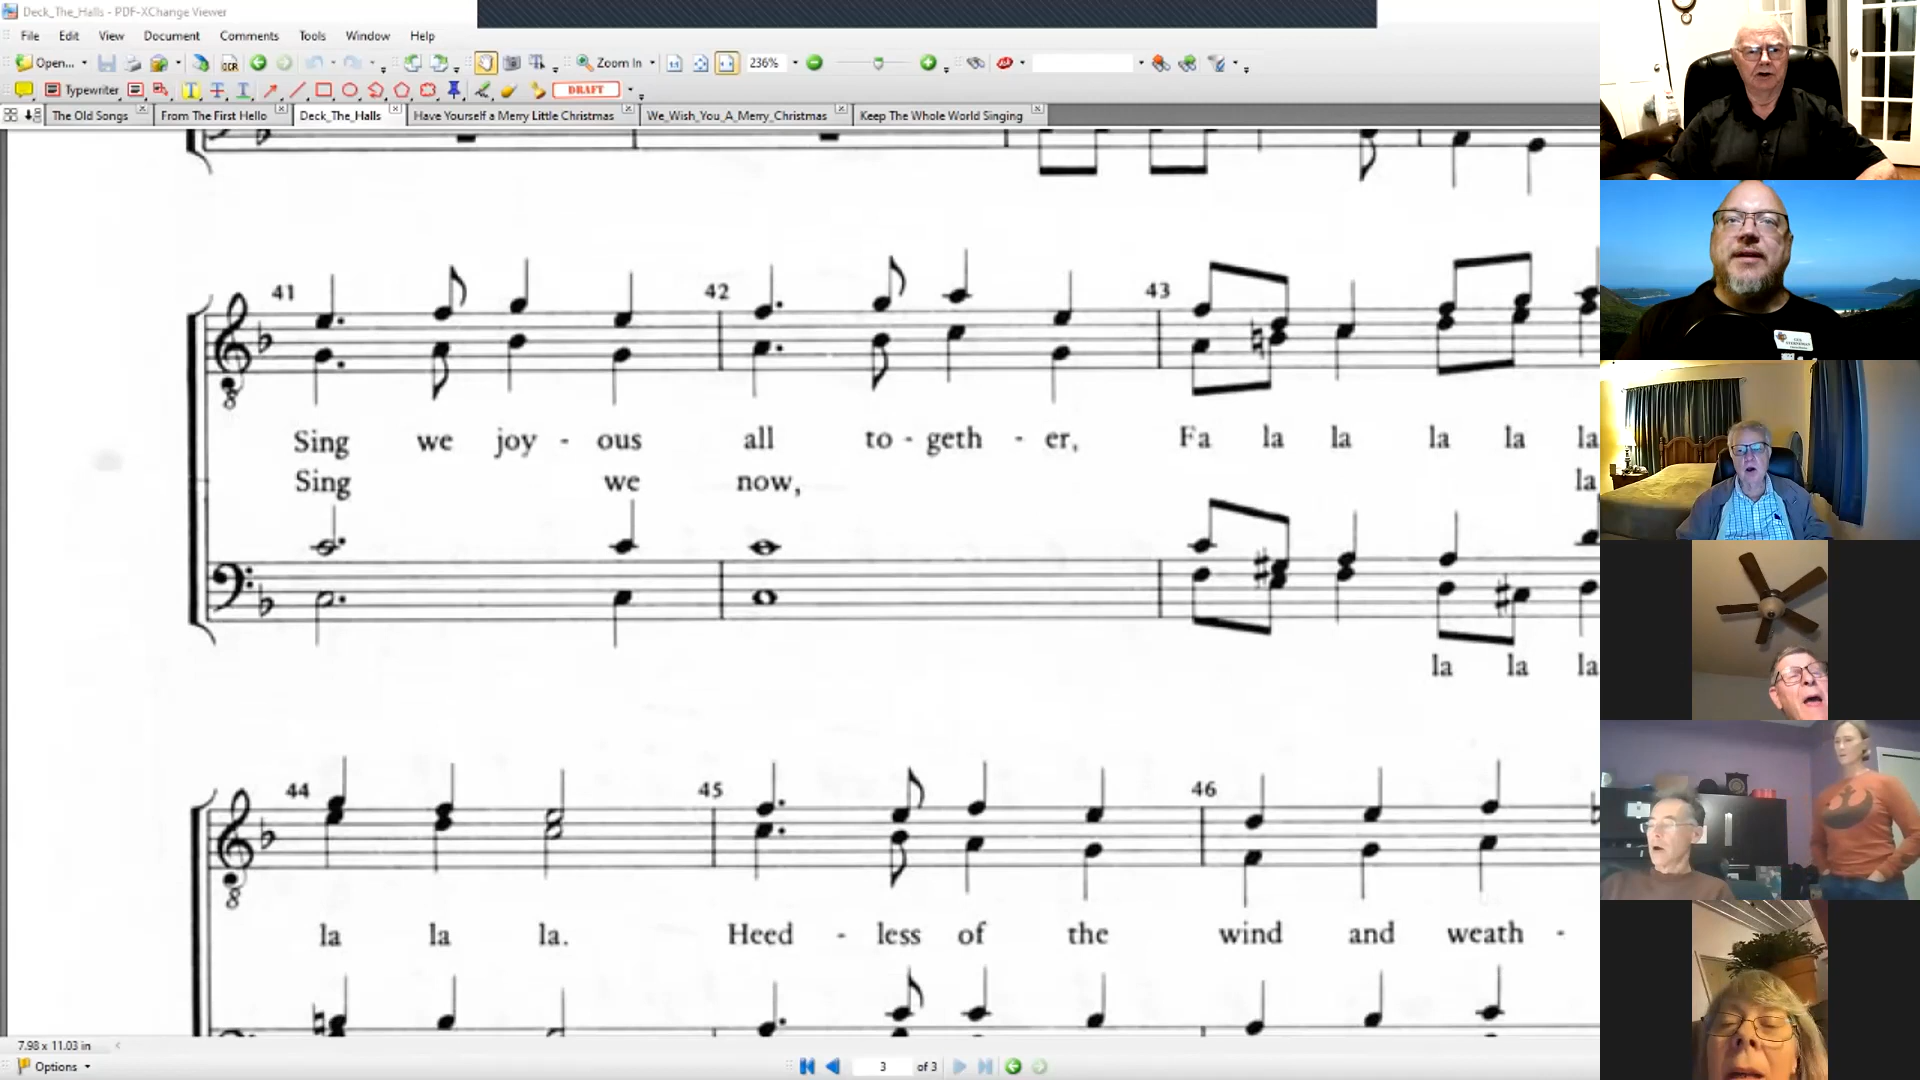 Deck_The_Halls - PDF-XChange Viewer
File Edit View Document Comments Tools Window Help
Open... OCR Zoom In 236%
Typewriter T T T DRAFT
The Old Songs From The First Hello Deck_The_Halls Have Yourself a Merry Little Christmas We_Wish_You_A_Merry_Christmas Keep The Whole World Singing
41 42 43
8
Sing we joy - ous all to - geth - er, Fa la la la la la
Sing we now, la
la la la
44 45 46
8
la la la. Heed - less of the wind and weath -
7.98 x 11.03 in
Options 3 of 3